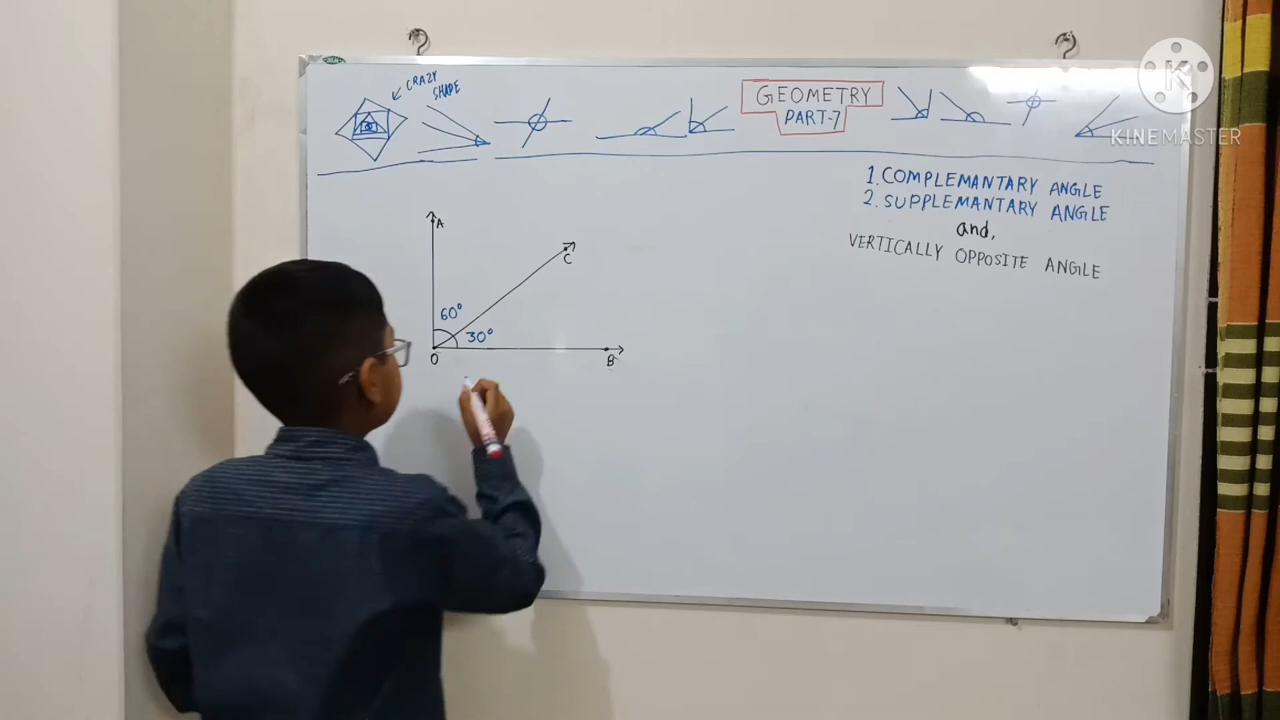 CRAZY
SHAPE
GEOMETRY
PART-7
K
KINEMASTER
1. COMPLEMANTARY ANGLE
2. SUPPLEMANTARY ANGLE
and,
VERTICALLY OPPOSITE ANGLE
A
C
60°
30°
O
B